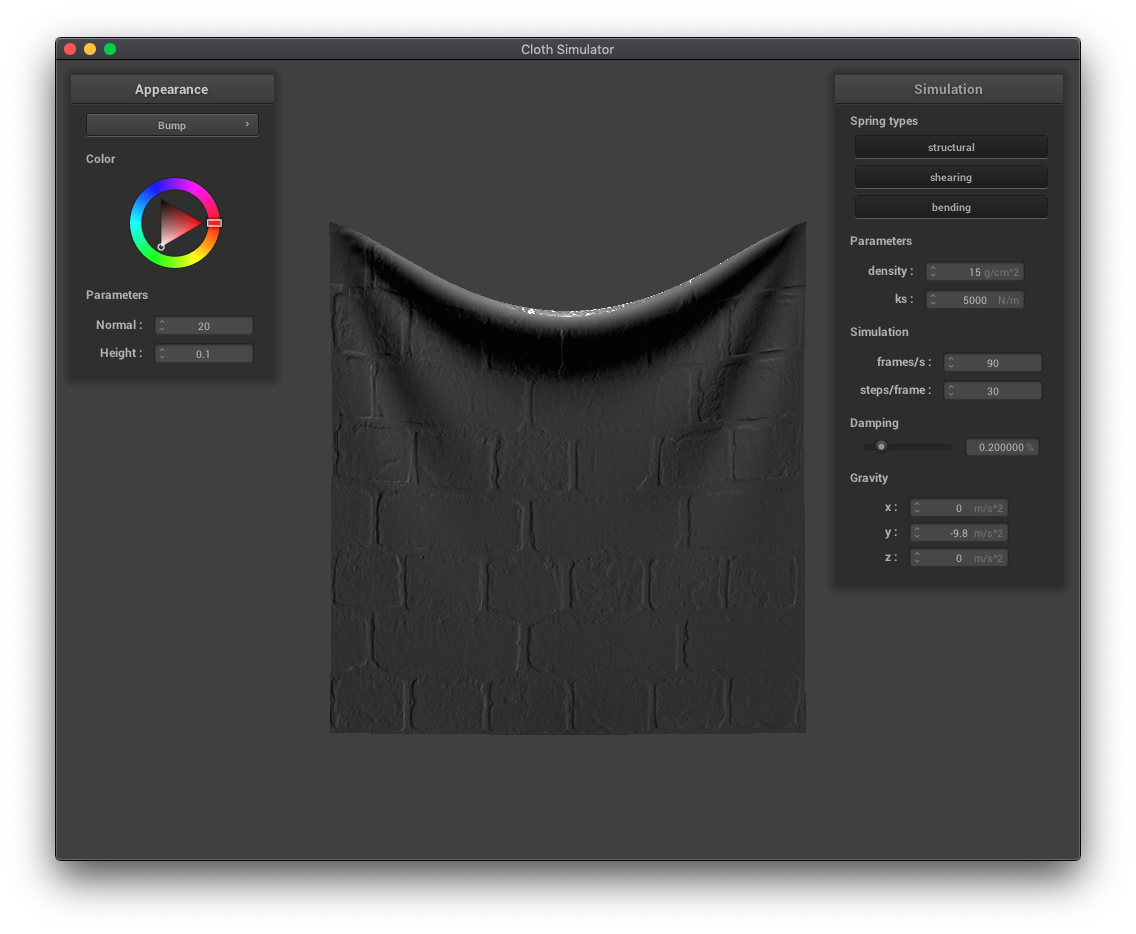 Cloth Simulator
Appearance
Bump
Color
Parameters
Normal : 20
Height : 0.1
Simulation
Spring types
structural
shearing
bending
Parameters
density : 15 g/cm^2
ks : 5000 N/m
Simulation
frames/s : 90
steps/frame : 30
Damping
0.200000 %
Gravity
x : 0 m/s^2
y : -9.8 m/s^2
z : 0 m/s^2